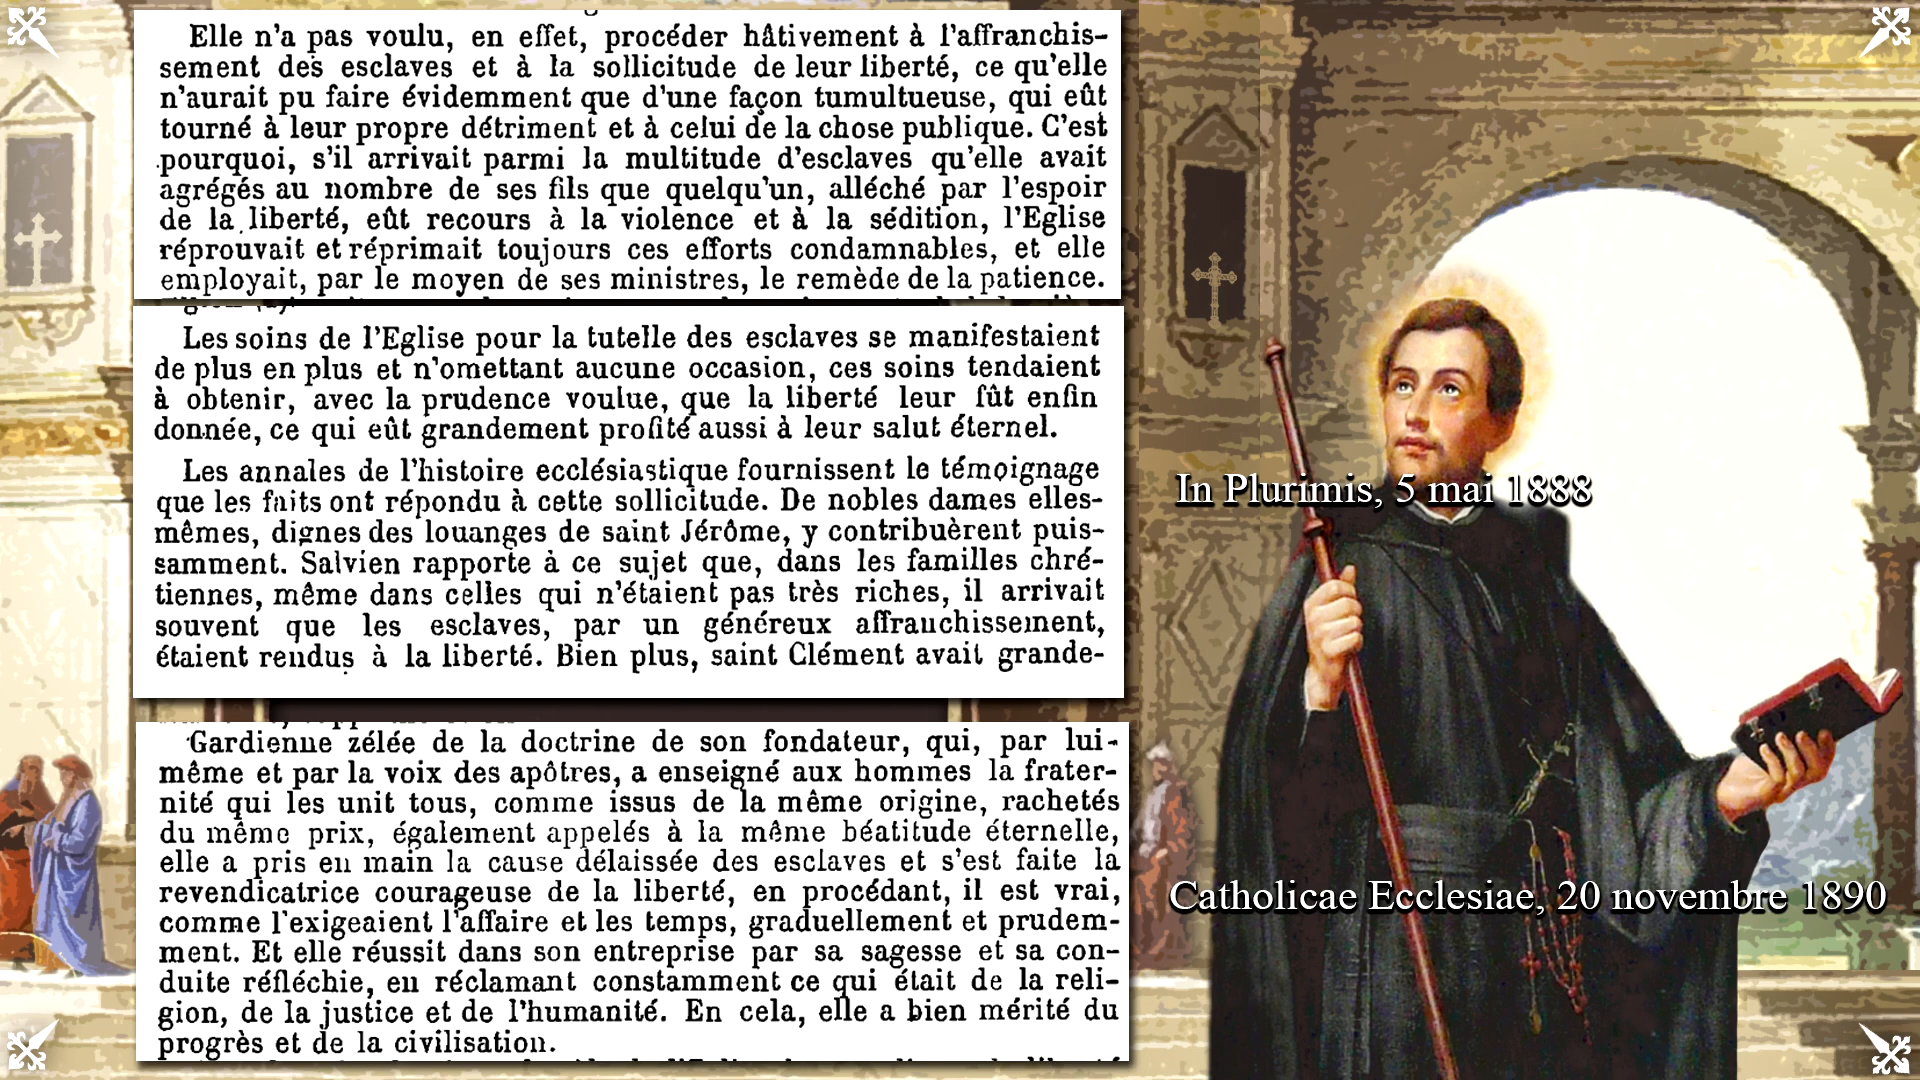 Elle n'a pas voulu, en effet, procéder hâtivement à l'affranchis-
sement des esclaves et à la sollicitude de leur liberté, ce qu'elle
n'aurait pu faire évidemment que d'une façon tumultueuse, qui eût
tourné à leur propre détriment et à celui de la chose publique. C'est
pourquoi, s'il arrivait parmi la multitude d'esclaves qu'elle avait
agrégés au nombre de ses fils que quelqu'un, alléché par l'espoir
de la liberté, eût recours à la violence et à la sédition, l'Eglise
réprouvait et réprimait toujours ces efforts condamnables, et elle
employait, par le moyen de ses ministres, le remède de la patience.
Les soins de l'Eglise pour la tutelle des esclaves se manifestaient
de plus en plus et n'omettant aucune occasion, ces soins tendaient
à obtenir, avec la prudence voulue, que la liberté leur fût enfin
donnée, ce qui eût grandement profité aussi à leur salut éternel.
Les annales de l'histoire ecclésiastique fournissent le témoignage
que les faits ont répondu à cette sollicitude. De nobles dames elles-
mêmes, dignes des louanges de saint Jérôme, y contribuèrent puis-
samment. Salvien rapporte à ce sujet que, dans les familles chré-
tiennes, même dans celles qui n'étaient pas très riches, il arrivait
souvent que les esclaves, par un généreux affranchissement,
étaient rendus à la liberté. Bien plus, saint Clément avait grande-
In Plurimis, 5 mai 1888
Gardienne zélée de la doctrine de son fondateur, qui, par lui-
même et par la voix des apôtres, a enseigné aux hommes la frater-
nité qui les unit tous, comme issus de la même origine, rachetés
du même prix, également appelés à la même béatitude éternelle,
elle a pris en main la cause délaissée des esclaves et s'est faite la
revendicatrice courageuse de la liberté, en procédant, il est vrai,
comme l'exigeaient l'affaire et les temps, graduellement et prudem-
ment. Et elle réussit dans son entreprise par sa sagesse et sa con-
duite réfléchie, en réclamant constamment ce qui était de la reli-
gion, de la justice et de l'humanité. En cela, elle a bien mérité du
progrès et de la civilisation.
Catholicae Ecclesiae, 20 novembre 1890